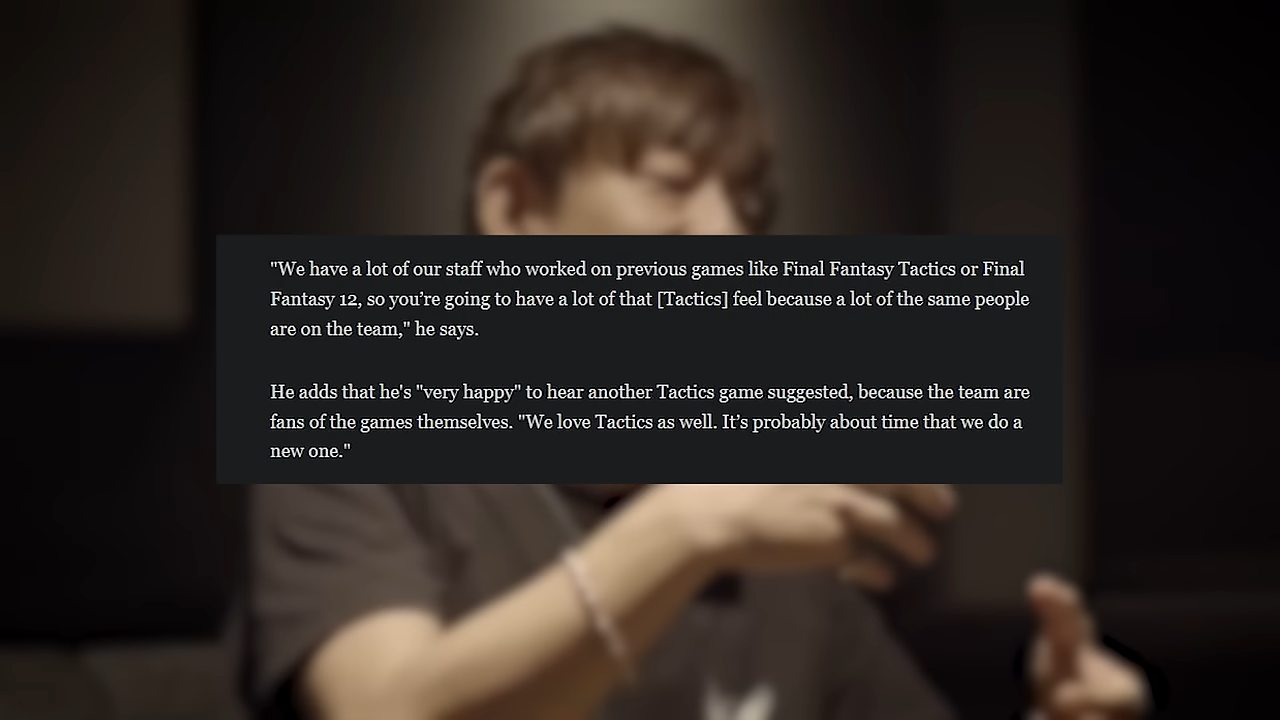 "We have a lot of our staff who worked on previous games like Final Fantasy Tactics or Final
Fantasy 12, so you’re going to have a lot of that [Tactics] feel because a lot of the same people
are on the team," he says.
He adds that he's "very happy" to hear another Tactics game suggested, because the team are
fans of the games themselves. "We love Tactics as well. It’s probably about time that we do a
new one."